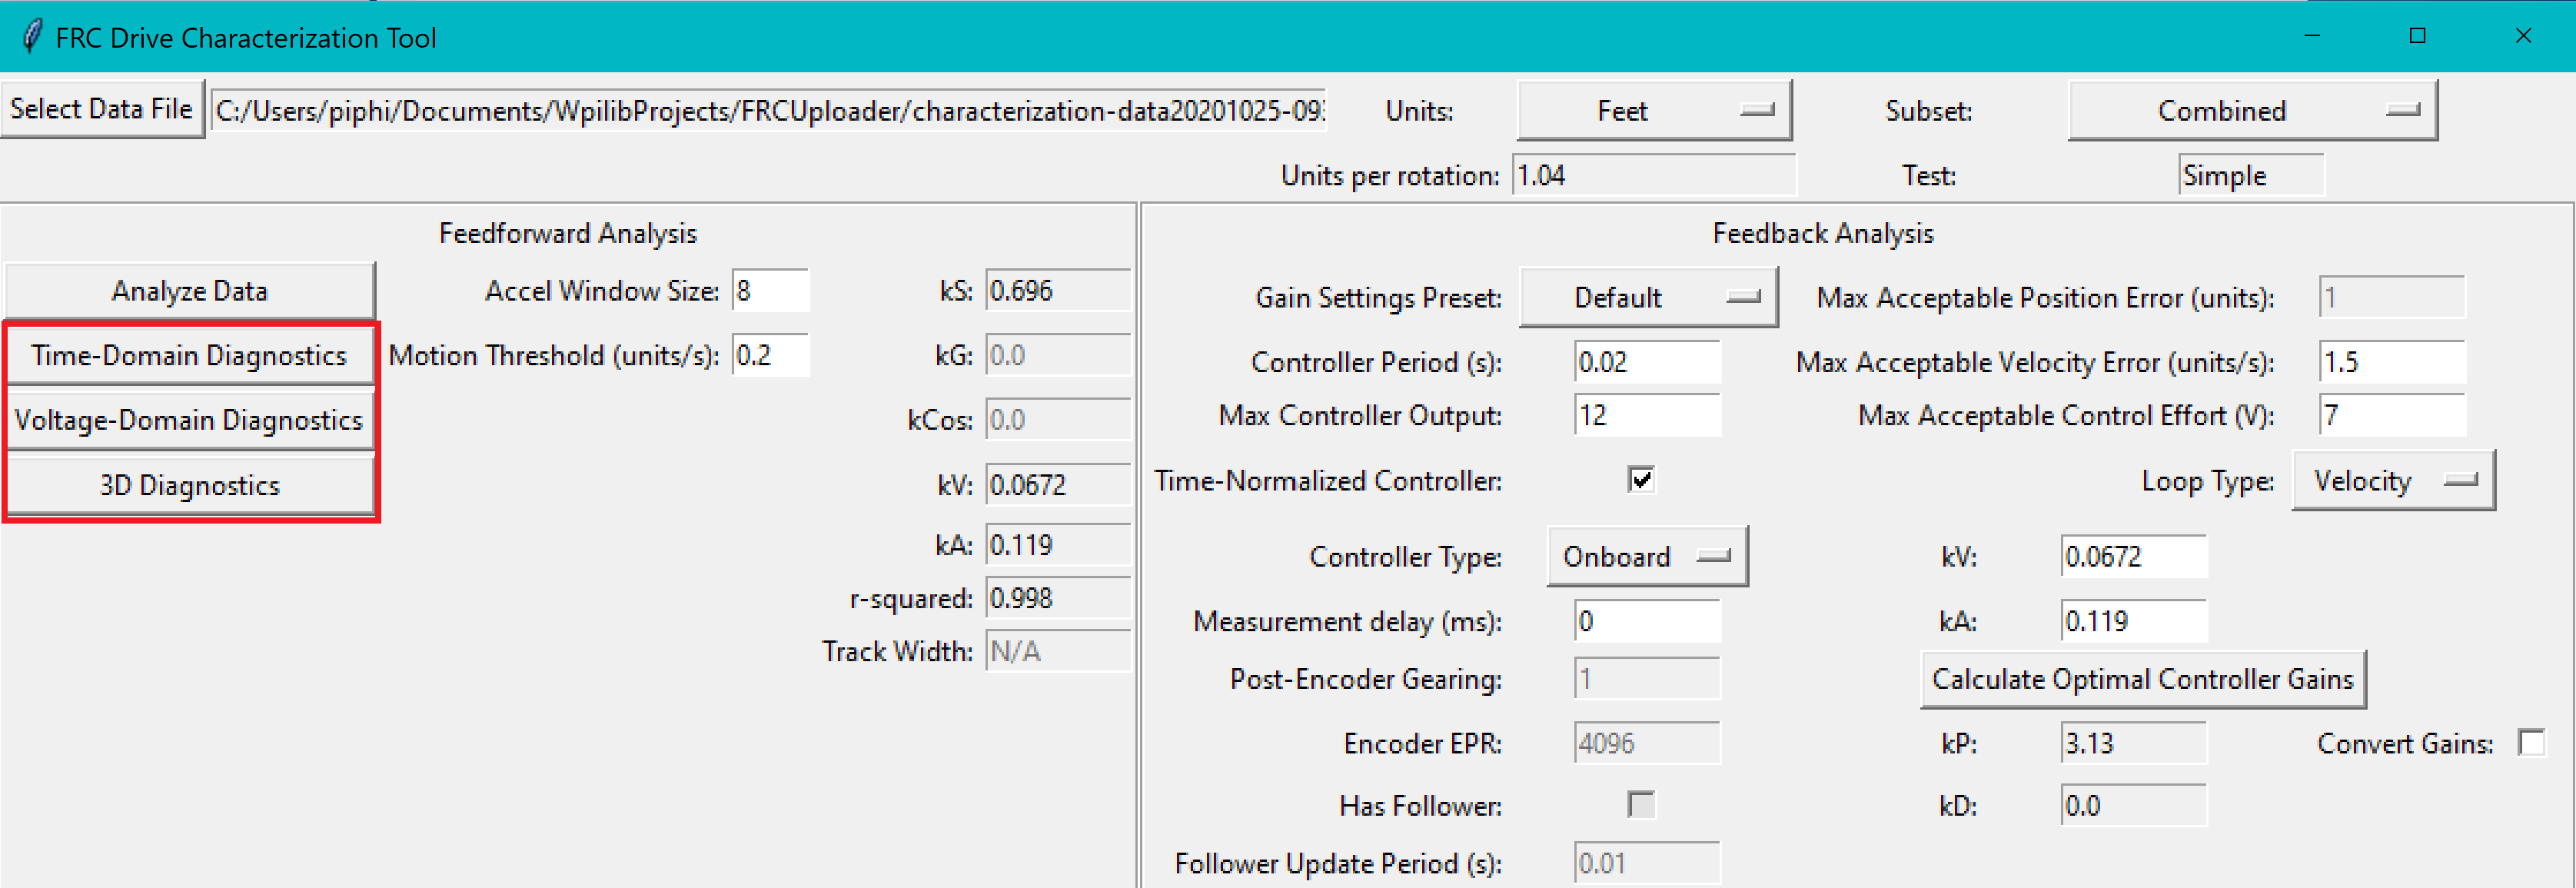 FRC Drive Characterization Tool
Select Data File C:/Users/piphi/Documents/WpilibProjects/FRCUploader/characterization-data20201025-09 Units: Feet Subset: Combined
Units per rotation: 1.04 Test: Simple
Feedforward Analysis
Analyze Data Accel Window Size: 8 kS: 0.696
Time-Domain Diagnostics Motion Threshold (units/s): 0.2 kG: 0.0
Voltage-Domain Diagnostics kCos: 0.0
3D Diagnostics kV: 0.0672
kA: 0.119
r-squared: 0.998
Track Width: N/A
Feedback Analysis
Gain Settings Preset: Default Max Acceptable Position Error (units): 1
Controller Period (s): 0.02 Max Acceptable Velocity Error (units/s): 1.5
Max Controller Output: 12 Max Acceptable Control Effort (V): 7
Time-Normalized Controller: Loop Type: Velocity
Controller Type: Onboard kV: 0.0672
Measurement delay (ms): 0 kA: 0.119
Post-Encoder Gearing: 1 Calculate Optimal Controller Gains
Encoder EPR: 4096 kP: 3.13 Convert Gains:
Has Follower: kD: 0.0
Follower Update Period (s): 0.01